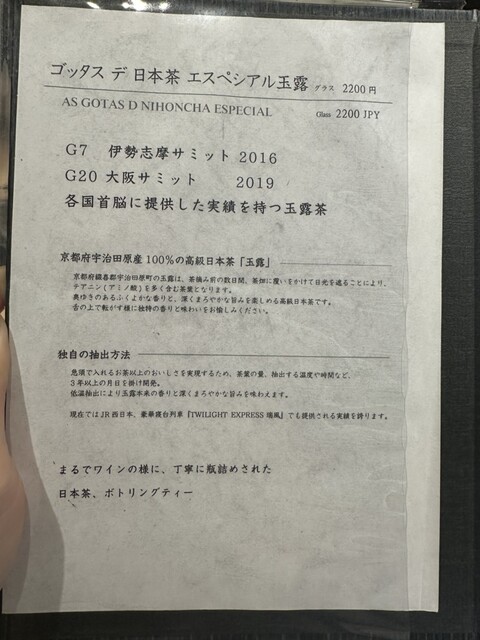 ゴッタス デ 日本茶 エスペシアル玉露 グラス 2200円
AS GOTAS D NIHONCHA ESPECIAL Glass 2200 JPY
G7 伊勢志摩サミット 2016
G20 大阪サミット 2019
各国首脳に提供した実績を持つ玉露茶
京都府宇治田原産100%の高級日本茶「玉露」
京都府綴喜郡宇治田原町の玉露は、茶摘み前の数日間、茶畑に覆いをかけて日光を遮ることにより、
テアニン(アミノ酸)を多く含む茶葉となります。
奥ゆきのあるふくよかな香りと、深くまろやかな旨みを楽しめる高級日本茶です。
舌の上で転がす様に独特の香りと味わいをお愉しみください。
独自の抽出方法
急須で入れるお茶以上のおいしさを実現するため、茶葉の量、抽出する温度や時間など、
3年以上の月日を掛け開発。
低温抽出により玉露本来の香りと深くまろやかな旨みを味わえます。
現在ではJR西日本、豪華寝台列車『TWILIGHT EXPRESS 瑞風』でも提供される実績を誇ります。
まるでワインの様に、丁寧に瓶詰めされた
日本茶、ボトリングティー